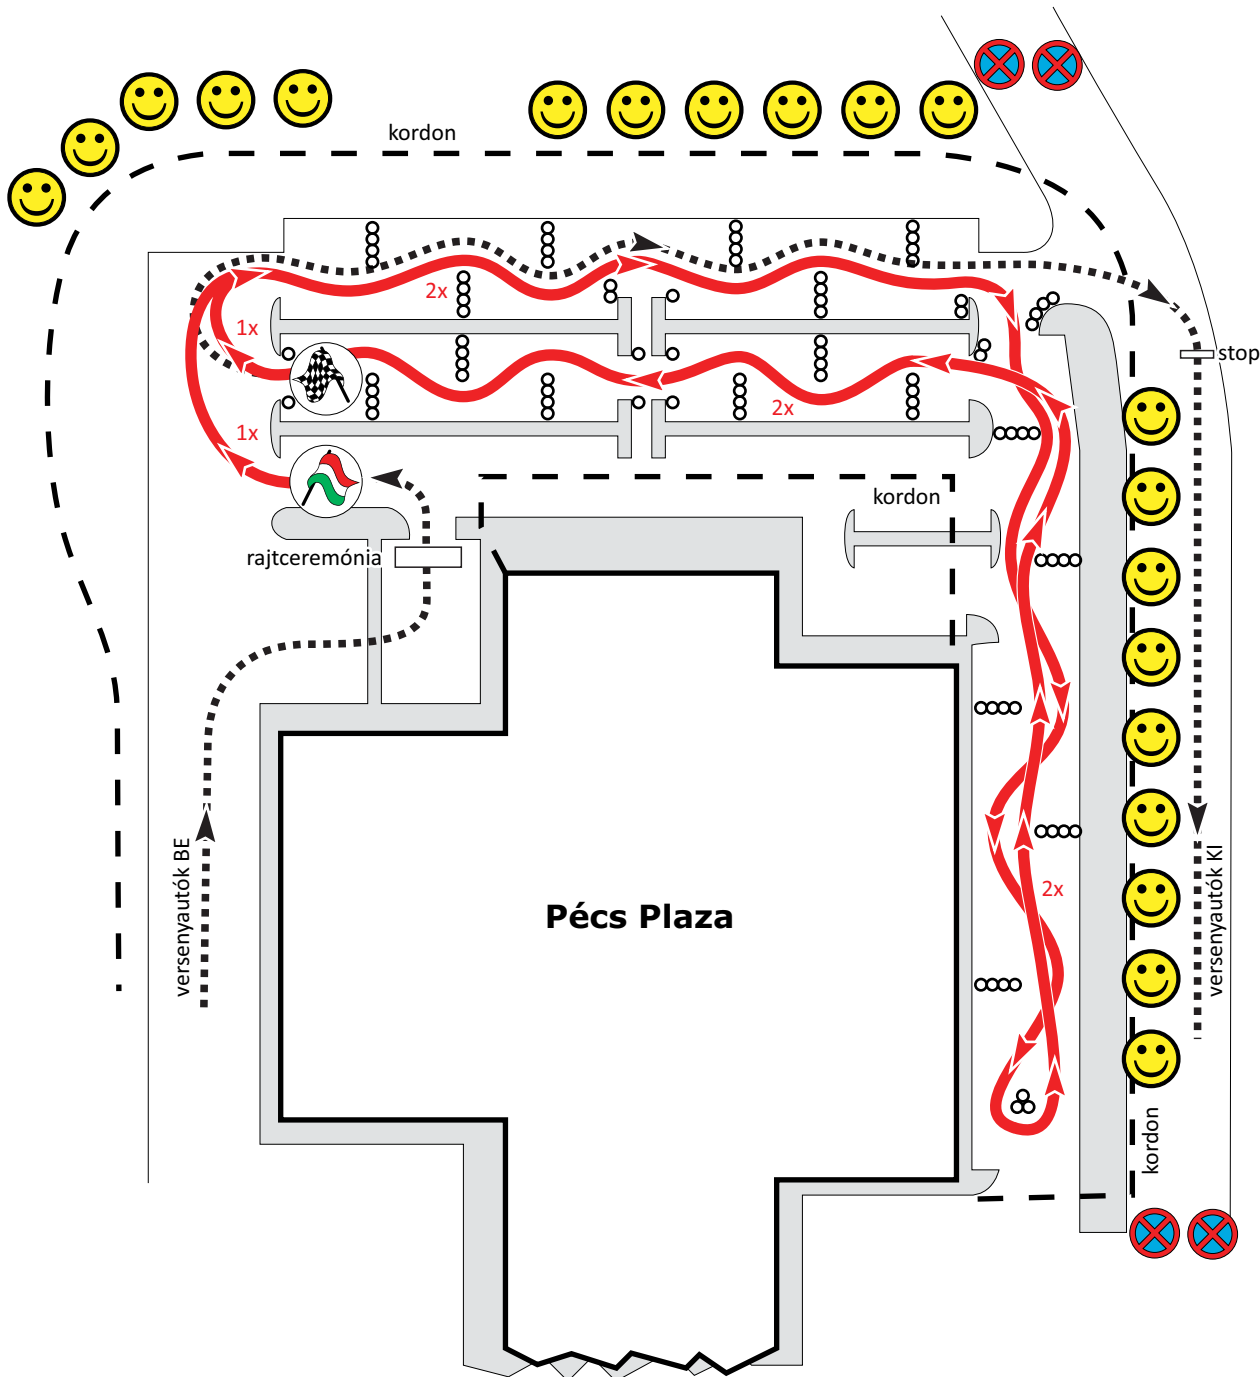 kordon
2x
1x
stop
2x
1x
kordon
rajtceremónia
versenyautók BE
Pécs Plaza
2x
versenyautók KI
kordon